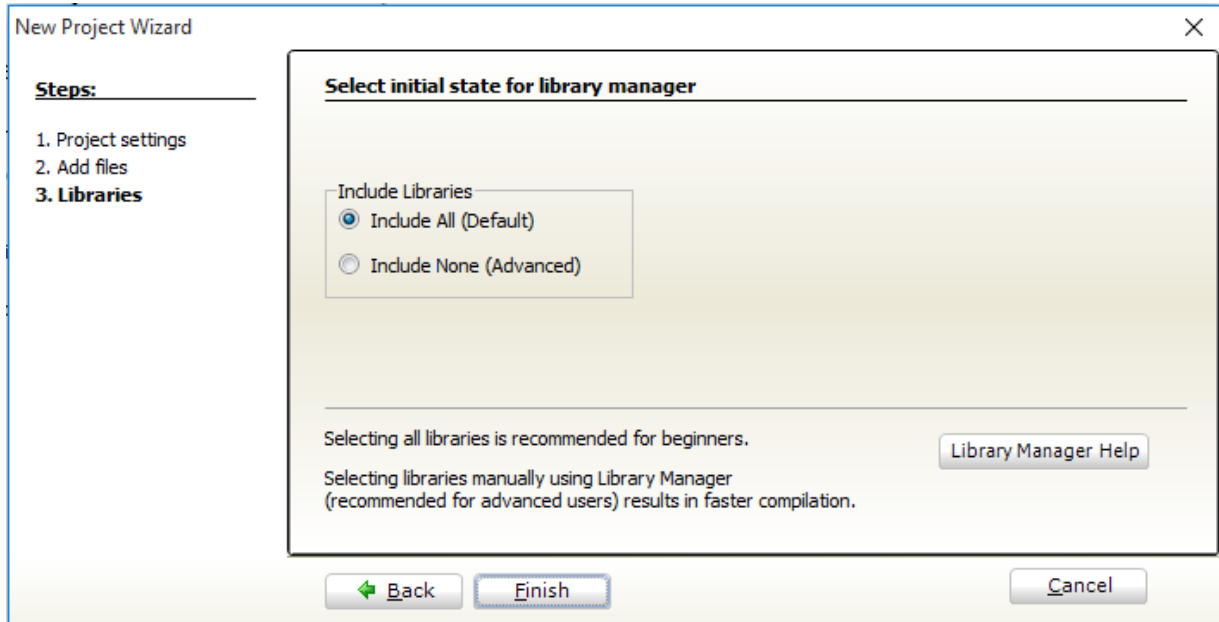 New Project Wizard
Steps:
1. Project settings
2. Add files
3. Libraries
Select initial state for library manager
Include Libraries
Include All (Default)
Include None (Advanced)
Selecting all libraries is recommended for beginners.
Selecting libraries manually using Library Manager
(recommended for advanced users) results in faster compilation.
Library Manager Help
Back
Finish
Cancel